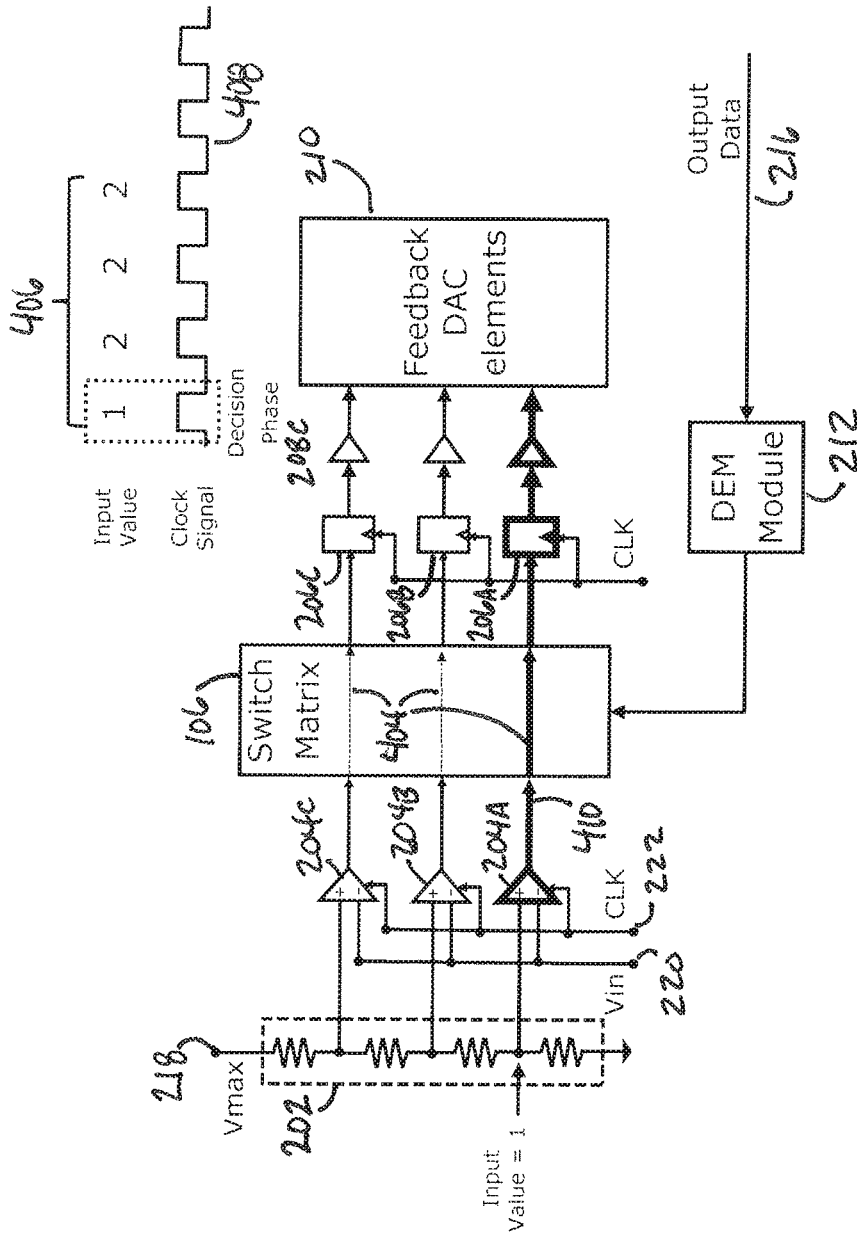 406
Input
Value
1
2
2
2
Clock
Signal
408
Decision
Phase
218
Vmax
202
Input
Value = 1
Vin
220
CLK
222
204C
204B
204A
410
106
Switch
Matrix
404
206C
206B
206A
CLK
208C
210
Feedback
DAC
elements
DEM
Module
212
Output
Data
216
+
−
+
−
+
−